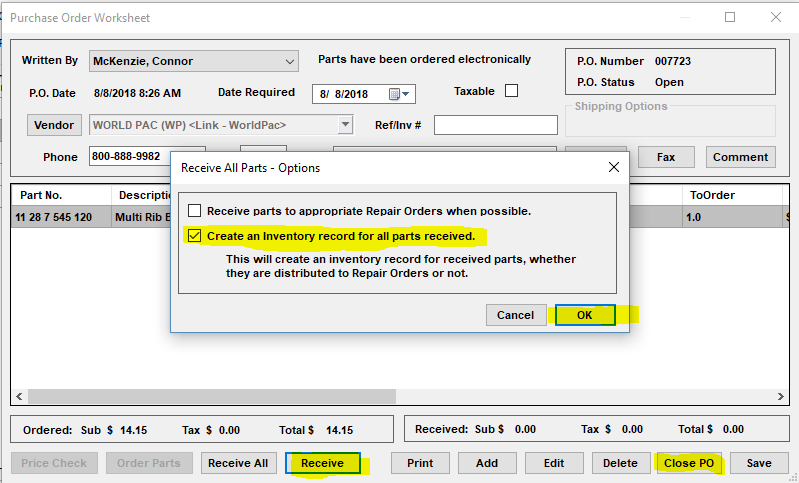 Purchase Order Worksheet
Written By McKenzie, Connor Parts have been ordered electronically P.O. Number 007723
P.O. Date 8/8/2018 8:26 AM Date Required 8/ 8/2018 Taxable P.O. Status Open
Vendor WORLD PAC (WP) <Link - WorldPac> Ref/Inv # Shipping Options
Phone 800-888-9982 Fax Comment
Receive All Parts - Options
Part No. ToOrder
11 28 7 545 120 Multi Rib 1.0
Receive parts to appropriate Repair Orders when possible.
Create an Inventory record for all parts received.
This will create an inventory record for received parts, whether
they are distributed to Repair Orders or not.
Cancel OK
Ordered: Sub $ 14.15 Tax $ 0.00 Total $ 14.15 Received: Sub $ 0.00 Tax $ 0.00 Total $ 0.00
Price Check Order Parts Receive All Receive Print Add Edit Delete Close PO Save